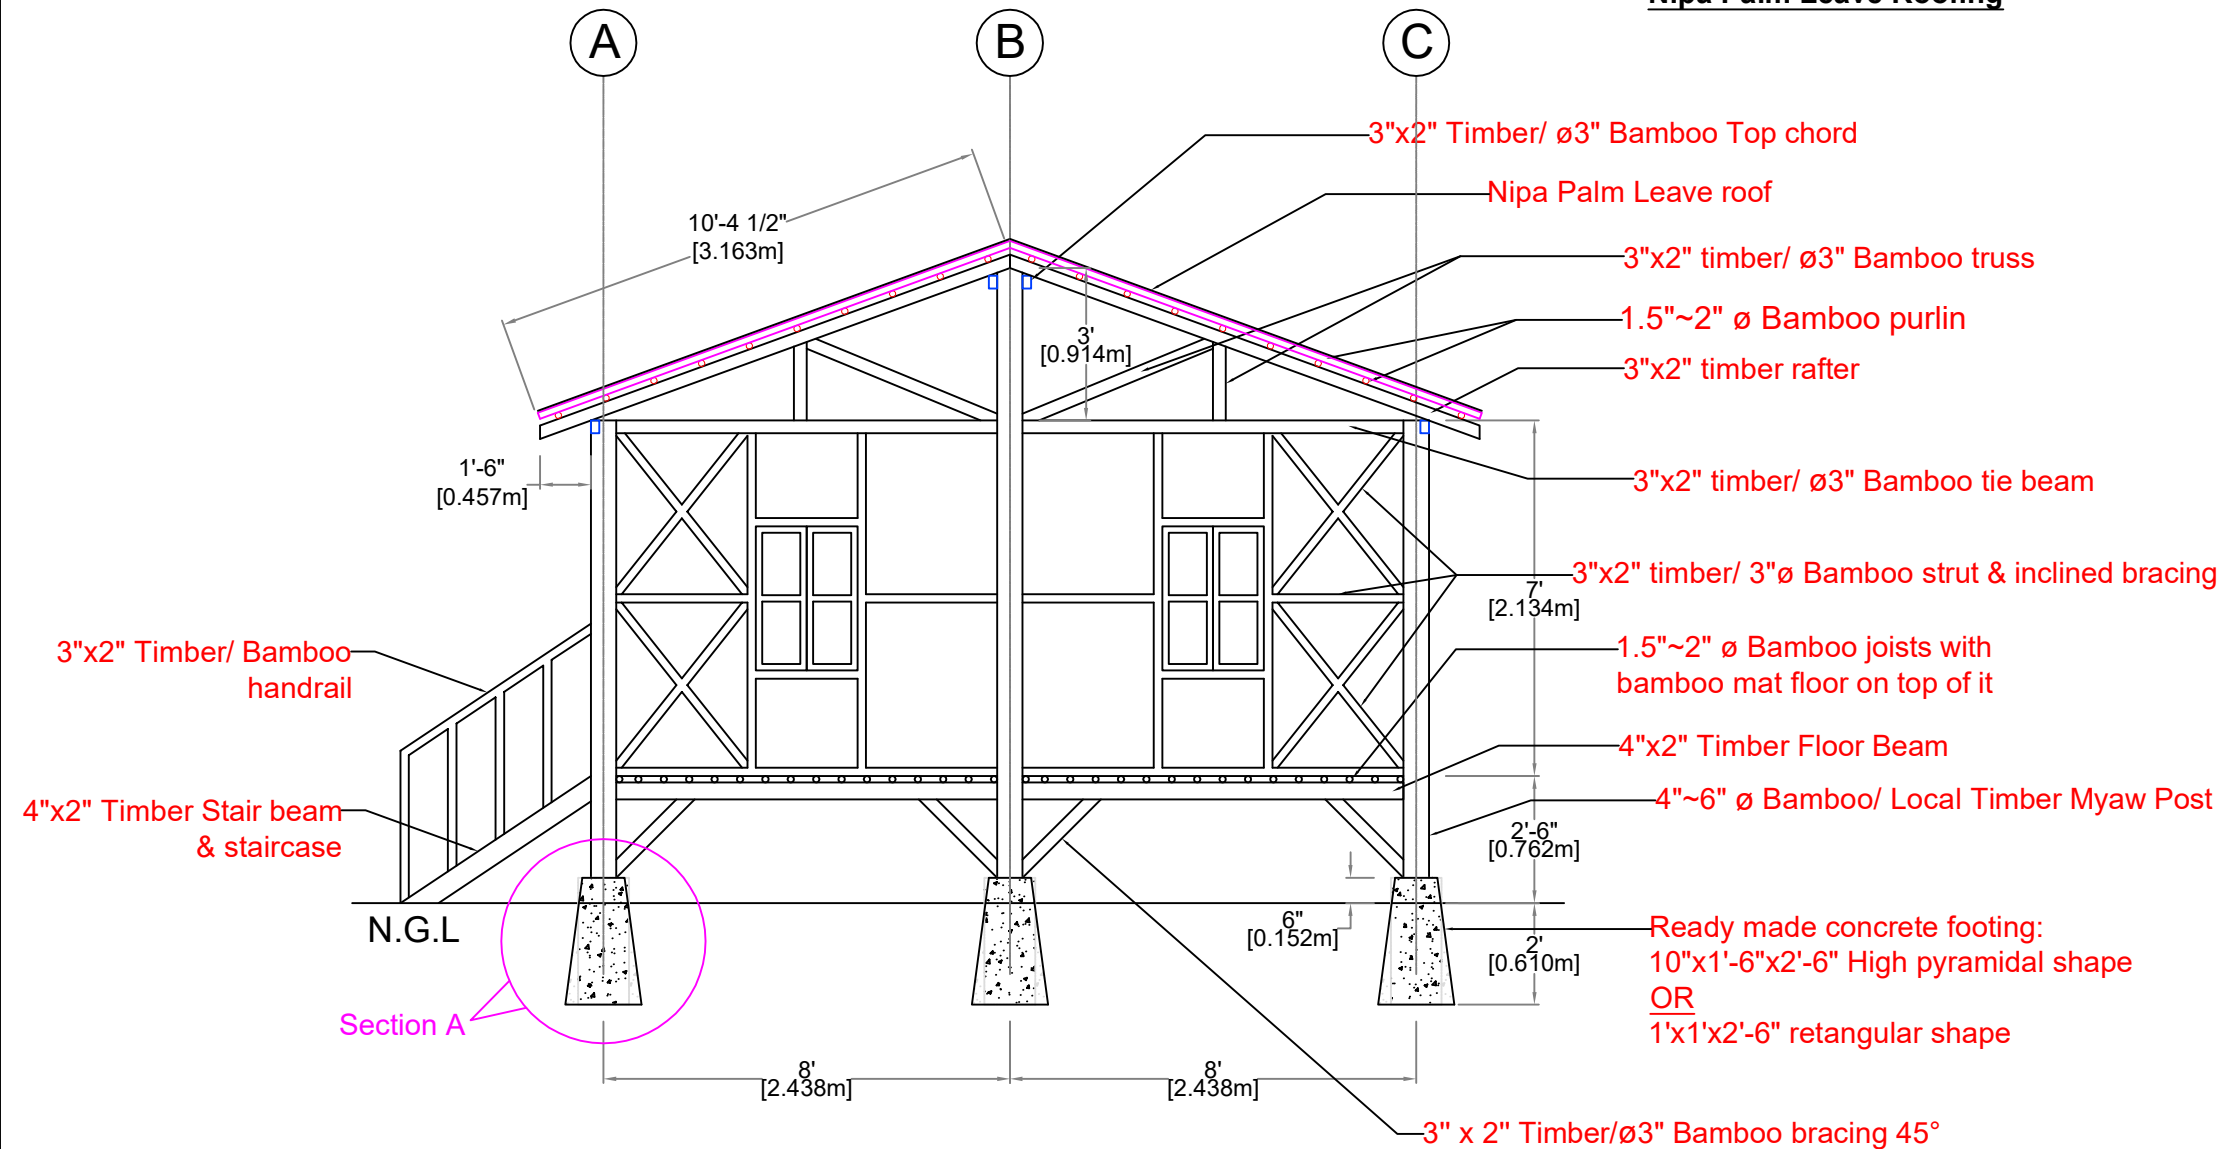 Nipa Palm Leave Roofing
A
B
C
3"x2" Timber/ ø3" Bamboo Top chord
Nipa Palm Leave roof
10'-4 1/2"
[3.163m]
3"x2" timber/ ø3" Bamboo truss
1.5"~2" ø Bamboo purlin
3'
[0.914m]
3"x2" timber rafter
1'-6"
[0.457m]
3"x2" timber/ ø3" Bamboo tie beam
3"x2" timber/ 3"ø Bamboo strut & inclined bracing
7'
[2.134m]
3"x2" Timber/ Bamboo
handrail
1.5"~2" ø Bamboo joists with
bamboo mat floor on top of it
4"x2" Timber Floor Beam
4"x2" Timber Stair beam
& staircase
4"~6" ø Bamboo/ Local Timber Myaw Post
2'-6"
[0.762m]
N.G.L
6"
[0.152m]
2'
[0.610m]
Ready made concrete footing:
10"x1'-6"x2'-6" High pyramidal shape
OR
1'x1'x2'-6" retangular shape
Section A
8'
[2.438m]
8'
[2.438m]
3'' x 2'' Timber/ø3" Bamboo bracing 45°